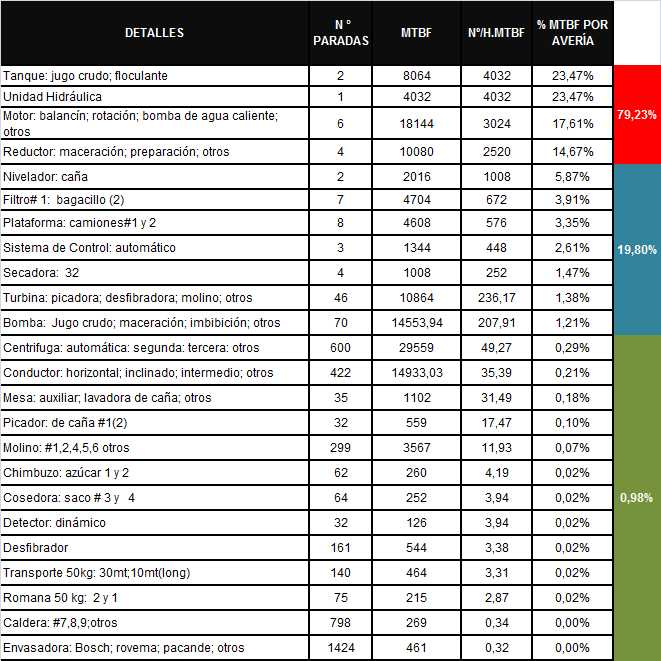 DETALLES N º PARADAS MTBF Nº/H.MTBF % MTBF POR AVERÍA
Tanque: jugo crudo; floculante 2 8064 4032 23,47%
Unidad Hidráulica 1 4032 4032 23,47%
79,23%
Motor: balancín; rotación; bomba de agua caliente; otros 6 18144 3024 17,61%
Reductor: maceración; preparación; otros 4 10080 2520 14,67%
Nivelador: caña 2 2016 1008 5,87%
Filtro# 1: bagacillo (2) 7 4704 672 3,91%
Plataforma: camiones#1 y 2 8 4608 576 3,35%
Sistema de Control: automático 3 1344 448 2,61%
19,80%
Secadora: 32 4 1008 252 1,47%
Turbina: picadora; desfibradora; molino; otros 46 10864 236,17 1,38%
Bomba: Jugo crudo; maceración; imbibición; otros 70 14553,94 207,91 1,21%
Centrifuga: automática: segunda: tercera: otros 600 29559 49,27 0,29%
Conductor: horizontal; inclinado; intermedio; otros 422 14933,03 35,39 0,21%
Mesa: auxiliar; lavadora de caña; otros 35 1102 31,49 0,18%
Picador: de caña #1(2) 32 559 17,47 0,10%
Molino: #1,2,4,5,6 otros 299 3567 11,93 0,07%
Chimbuzo: azúcar 1 y 2 62 260 4,19 0,02%
Cosedora: saco # 3 y 4 64 252 3,94 0,02%
0,98%
Detector: dinámico 32 126 3,94 0,02%
Desfibrador 161 544 3,38 0,02%
Transporte 50kg: 30mt;10mt(long) 140 464 3,31 0,02%
Romana 50 kg: 2 y 1 75 215 2,87 0,02%
Caldera: #7,8,9;otros 798 269 0,34 0,00%
Envasadora: Bosch; rovema; pacande; otros 1424 461 0,32 0,00%